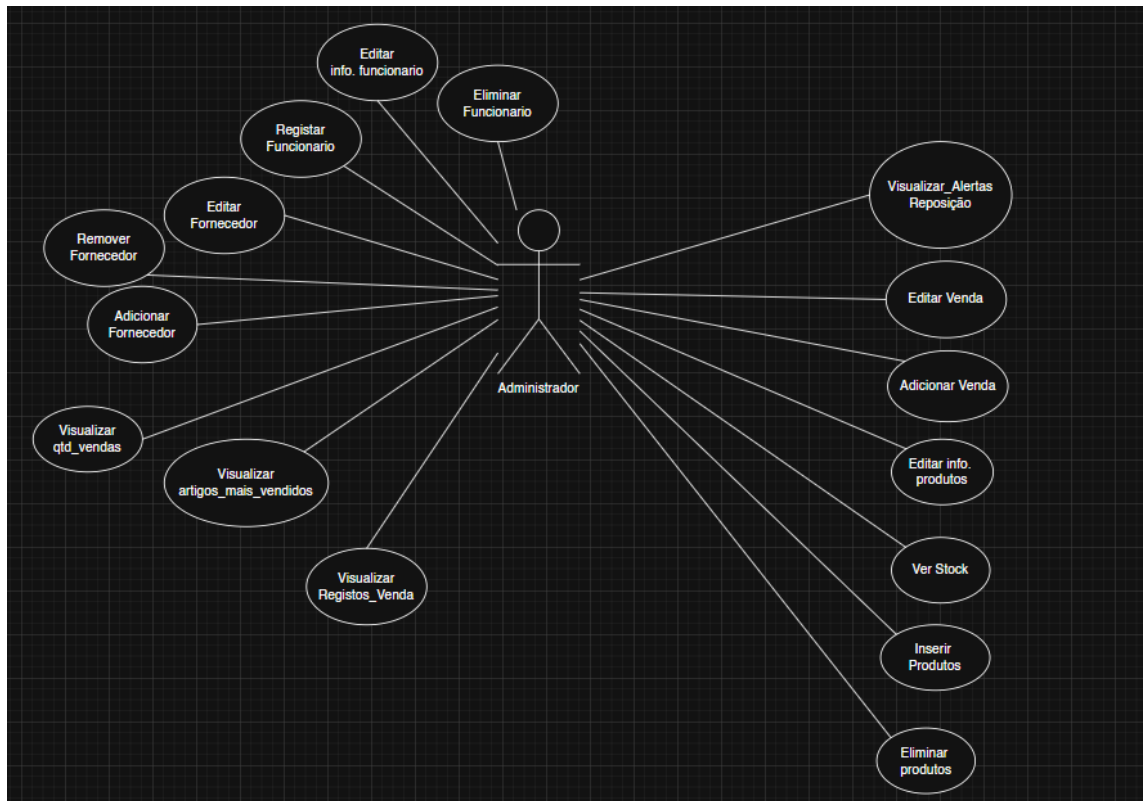 Editar
info. funcionario
Eliminar
Funcionario
Registar
Funcionario
Editar
Fornecedor
Remover
Fornecedor
Adicionar
Fornecedor
Visualizar
qtd_vendas
Visualizar
artigos_mais_vendidos
Visualizar
Registos_Venda
Administrador
Visualizar_Alertas
Reposição
Editar Venda
Adicionar Venda
Editar info.
produtos
Ver Stock
Inserir
Produtos
Eliminar
produtos